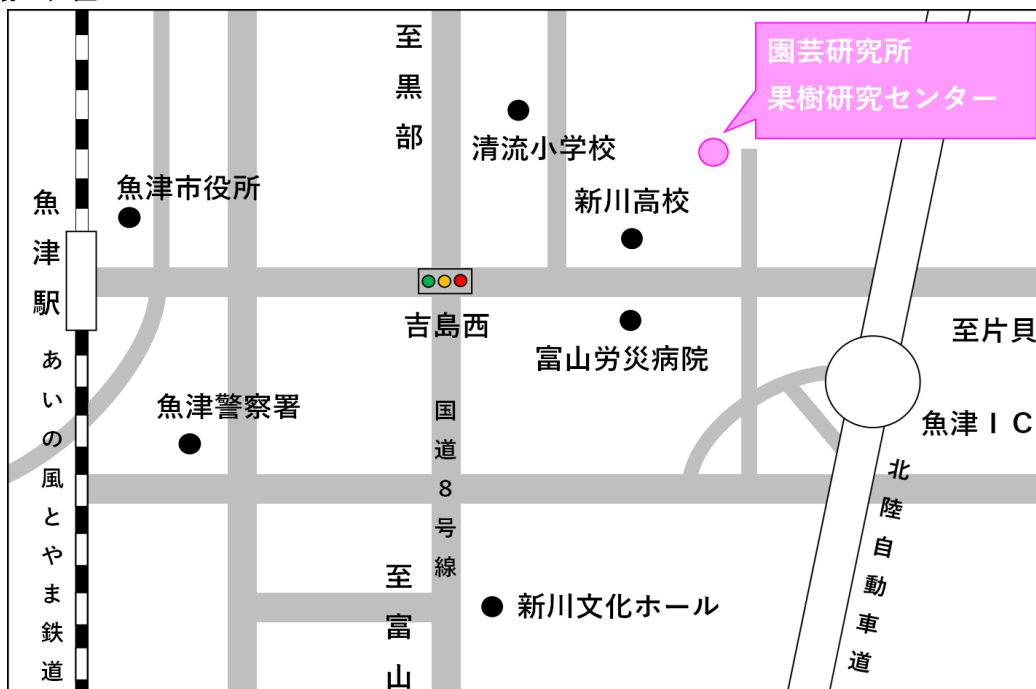 至黒部
園芸研究所
果樹研究センター
清流小学校
魚津市役所
新川高校
魚津駅
吉島西
至片貝
富山労災病院
あいの風とやま鉄道
魚津警察署
国道8号線
魚津IC
北陸自動車道
至富山
新川文化ホール